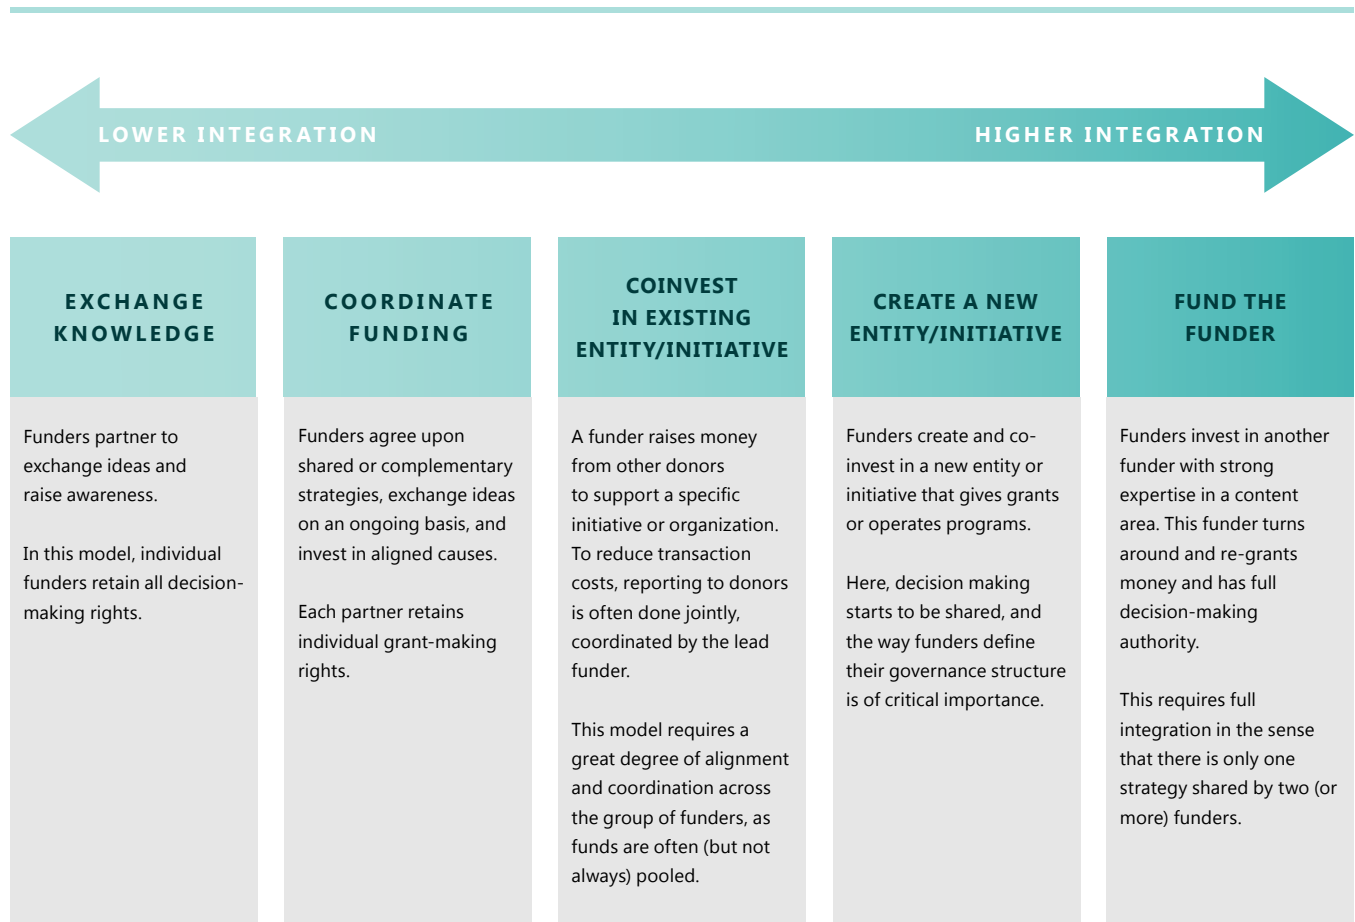 LOWER INTEGRATION
HIGHER INTEGRATION
EXCHANGE
KNOWLEDGE
Funders partner to
exchange ideas and
raise awareness.
In this model, individual
funders retain all decision-
making rights.
COORDINATE
FUNDING
Funders agree upon
shared or complementary
strategies, exchange ideas
on an ongoing basis, and
invest in aligned causes.
Each partner retains
individual grant-making
rights.
COINVEST
IN EXISTING
ENTITY/INITIATIVE
A funder raises money
from other donors
to support a specific
initiative or organization.
To reduce transaction
costs, reporting to donors
is often done jointly,
coordinated by the lead
funder.
This model requires a
great degree of alignment
and coordination across
the group of funders, as
funds are often (but not
always) pooled.
CREATE A NEW
ENTITY/INITIATIVE
Funders create and co-
invest in a new entity or
initiative that gives grants
or operates programs.
Here, decision making
starts to be shared, and
the way funders define
their governance structure
is of critical importance.
FUND THE
FUNDER
Funders invest in another
funder with strong
expertise in a content
area. This funder turns
around and re-grants
money and has full
decision-making
authority.
This requires full
integration in the sense
that there is only one
strategy shared by two (or
more) funders.